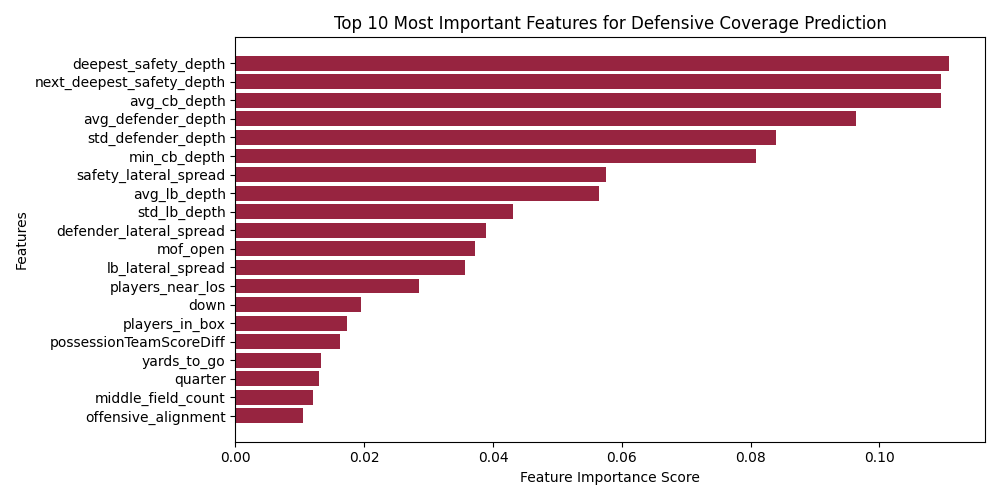 Top 10 Most Important Features for Defensive Coverage Prediction
Features
deepest_safety_depth
next_deepest_safety_depth
avg_cb_depth
avg_defender_depth
std_defender_depth
min_cb_depth
safety_lateral_spread
avg_lb_depth
std_lb_depth
defender_lateral_spread
mof_open
lb_lateral_spread
players_near_los
down
players_in_box
possessionTeamScoreDiff
yards_to_go
quarter
middle_field_count
offensive_alignment
0.00 0.02 0.04 0.06 0.08 0.10
Feature Importance Score